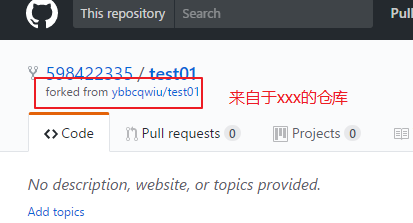 This repository Search Pull
598422335 / test01
forked from ybbcqwiu/test01
来自于xxx的仓库
Code Pull requests 0 Projects 0
No description, website, or topics provided.
Add topics